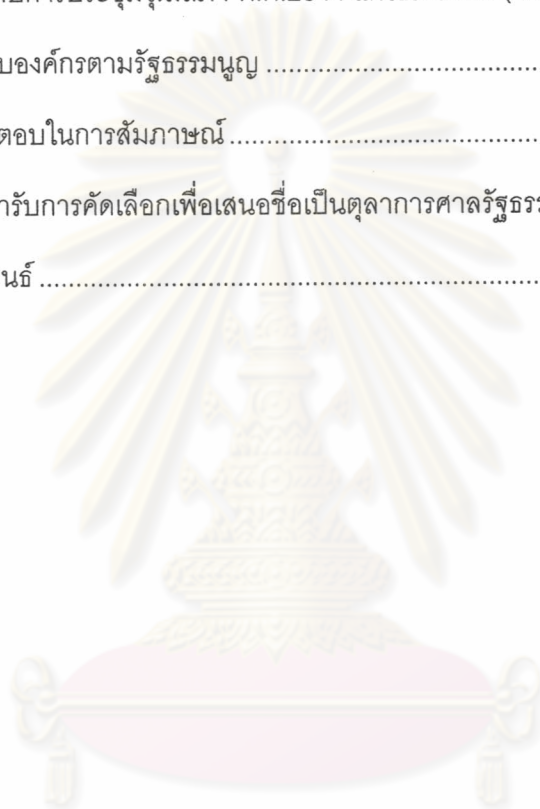 บองค์กรตามรัฐธรรมนูญ ........................................
ตอบในการสัมภาษณ์ .............................................
ารับการคัดเลือกเพื่อเสนอชื่อเป็นตุลาการศาลรัฐธรร
นธ์ ........................................................................